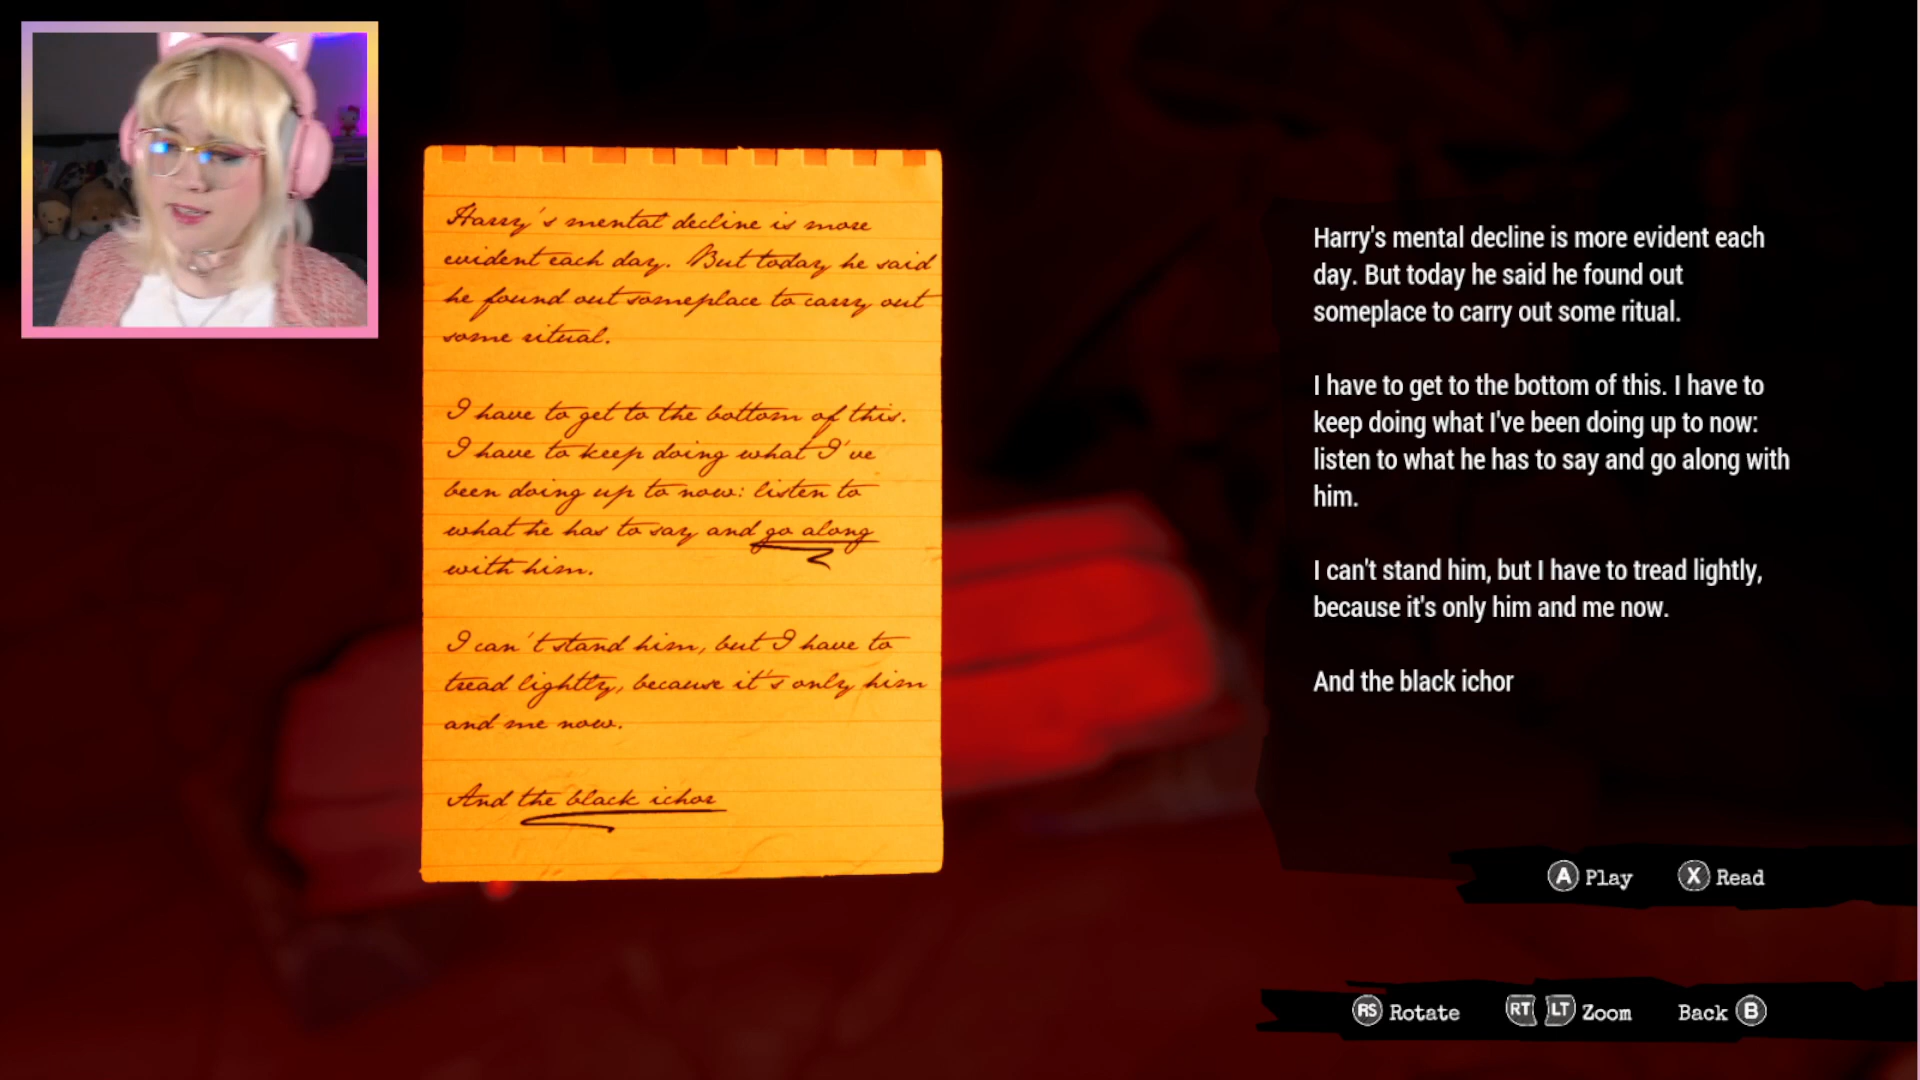 Harry's mental decline is more
evident each day. But today he said
he found out someplace to carry out
some ritual.
I have to get to the bottom of this.
I have to keep doing what I've
been doing up to now: listen to
what he has to say and go along
with him.
I can't stand him, but I have to
tread lightly, because it's only him
and me now.
And the black ichor
Harry's mental decline is more evident each
day. But today he said he found out
someplace to carry out some ritual.
I have to get to the bottom of this. I have to
keep doing what I've been doing up to now:
listen to what he has to say and go along with
him.
I can't stand him, but I have to tread lightly,
because it's only him and me now.
And the black ichor
A Play X Read
RS Rotate RT LT Zoom Back B